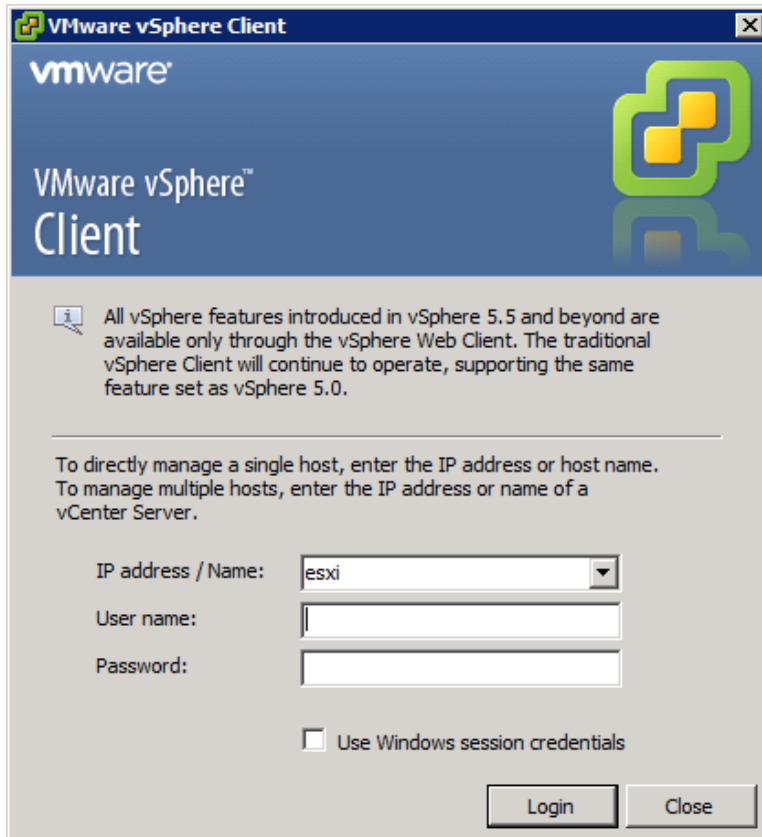 VMware vSphere Client
vmware
VMware vSphere™
Client
All vSphere features introduced in vSphere 5.5 and beyond are
available only through the vSphere Web Client. The traditional
vSphere Client will continue to operate, supporting the same
feature set as vSphere 5.0.
To directly manage a single host, enter the IP address or host name.
To manage multiple hosts, enter the IP address or name of a
vCenter Server.
IP address / Name: esxi
User name:
Password:
Use Windows session credentials
Login Close